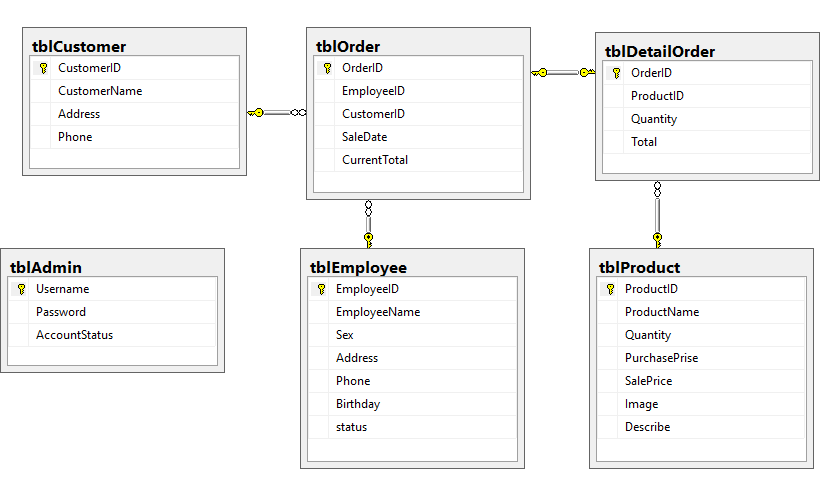 tblCustomer
CustomerID
CustomerName
Address
Phone
tblOrder
OrderID
EmployeeID
CustomerID
SaleDate
CurrentTotal
tblDetailOrder
OrderID
ProductID
Quantity
Total
tblAdmin
Username
Password
AccountStatus
tblEmployee
EmployeeID
EmployeeName
Sex
Address
Phone
Birthday
status
tblProduct
ProductID
ProductName
Quantity
PurchasePrise
SalePrice
Image
Describe